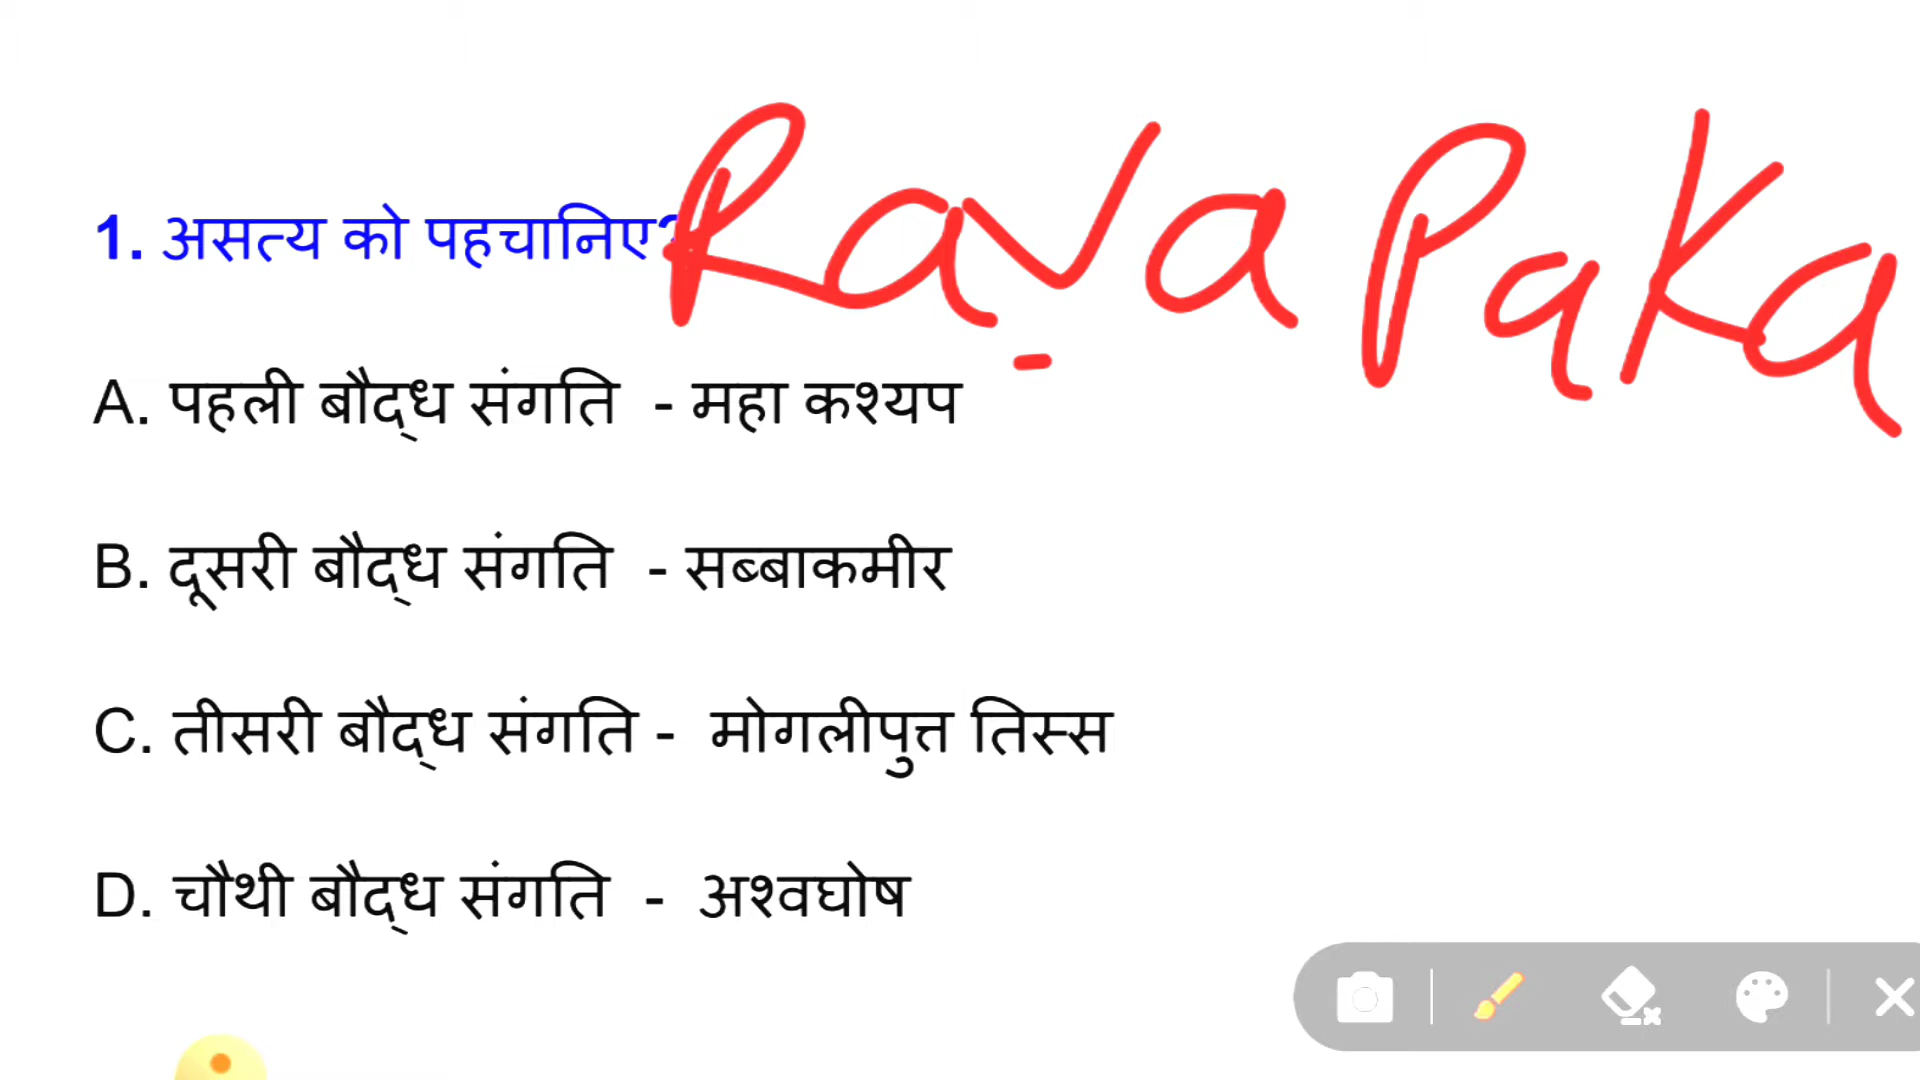 1. असत्य को पहचानिए?
Rava Paka
A. पहली बौद्ध संगति - महा कश्यप
B. दूसरी बौद्ध संगति - सब्बाकमीर
C. तीसरी बौद्ध संगति - मोगलीपुत्त तिस्स
D. चौथी बौद्ध संगति - अश्वघोष